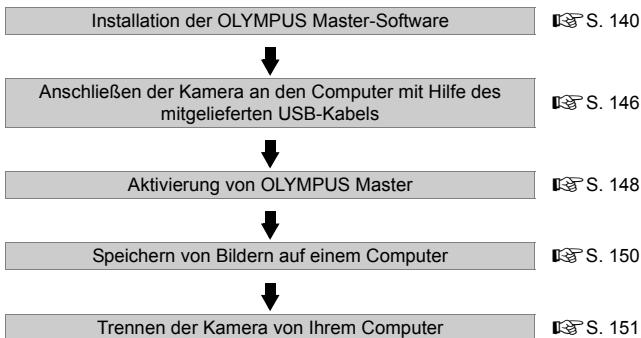 Installation der OLYMPUS Master-Software ☞ S. 140
Anschließen der Kamera an den Computer mit Hilfe des
mitgelieferten USB-Kabels ☞ S. 146
Aktivierung von OLYMPUS Master ☞ S. 148
Speichern von Bildern auf einem Computer ☞ S. 150
Trennen der Kamera von Ihrem Computer ☞ S. 151